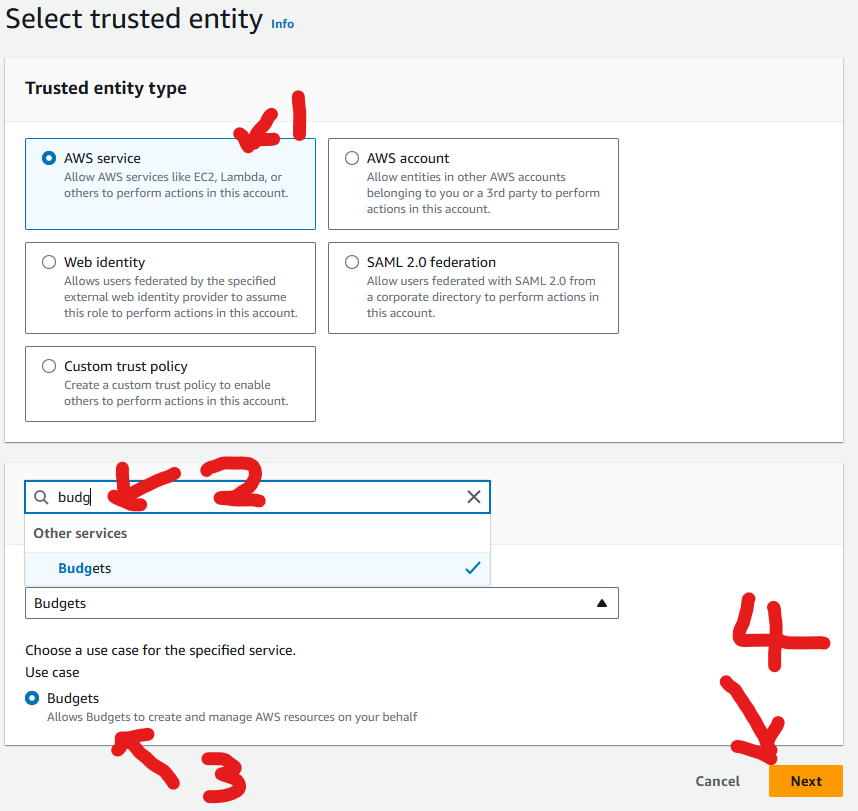 Select trusted entity Info
Trusted entity type
1
AWS service
Allow AWS services like EC2, Lambda, or
others to perform actions in this account.
AWS account
Allow entities in other AWS accounts
belonging to you or a 3rd party to perform
actions in this account.
Web identity
Allows users federated by the specified
external web identity provider to assume
this role to perform actions in this account.
SAML 2.0 federation
Allow users federated with SAML 2.0 from
a corporate directory to perform actions in
this account.
Custom trust policy
Create a custom trust policy to enable
others to perform actions in this account.
2
budg
Other services
Budgets
Budgets
Choose a use case for the specified service.
Use case
Budgets
Allows Budgets to create and manage AWS resources on your behalf
3
4
Cancel
Next